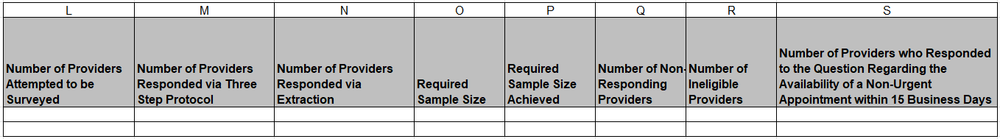 L M N O P Q R S
Number of Providers
Attempted to be
Surveyed
Number of Providers
Responded via Three
Step Protocol
Number of Providers
Responded via
Extraction
Required
Sample Size
Required
Sample Size
Achieved
Number of Non-
Responding
Providers
Number of
Ineligible
Providers
Number of Providers who Responded
to the Question Regarding the
Availability of a Non-Urgent
Appointment within 15 Business Days